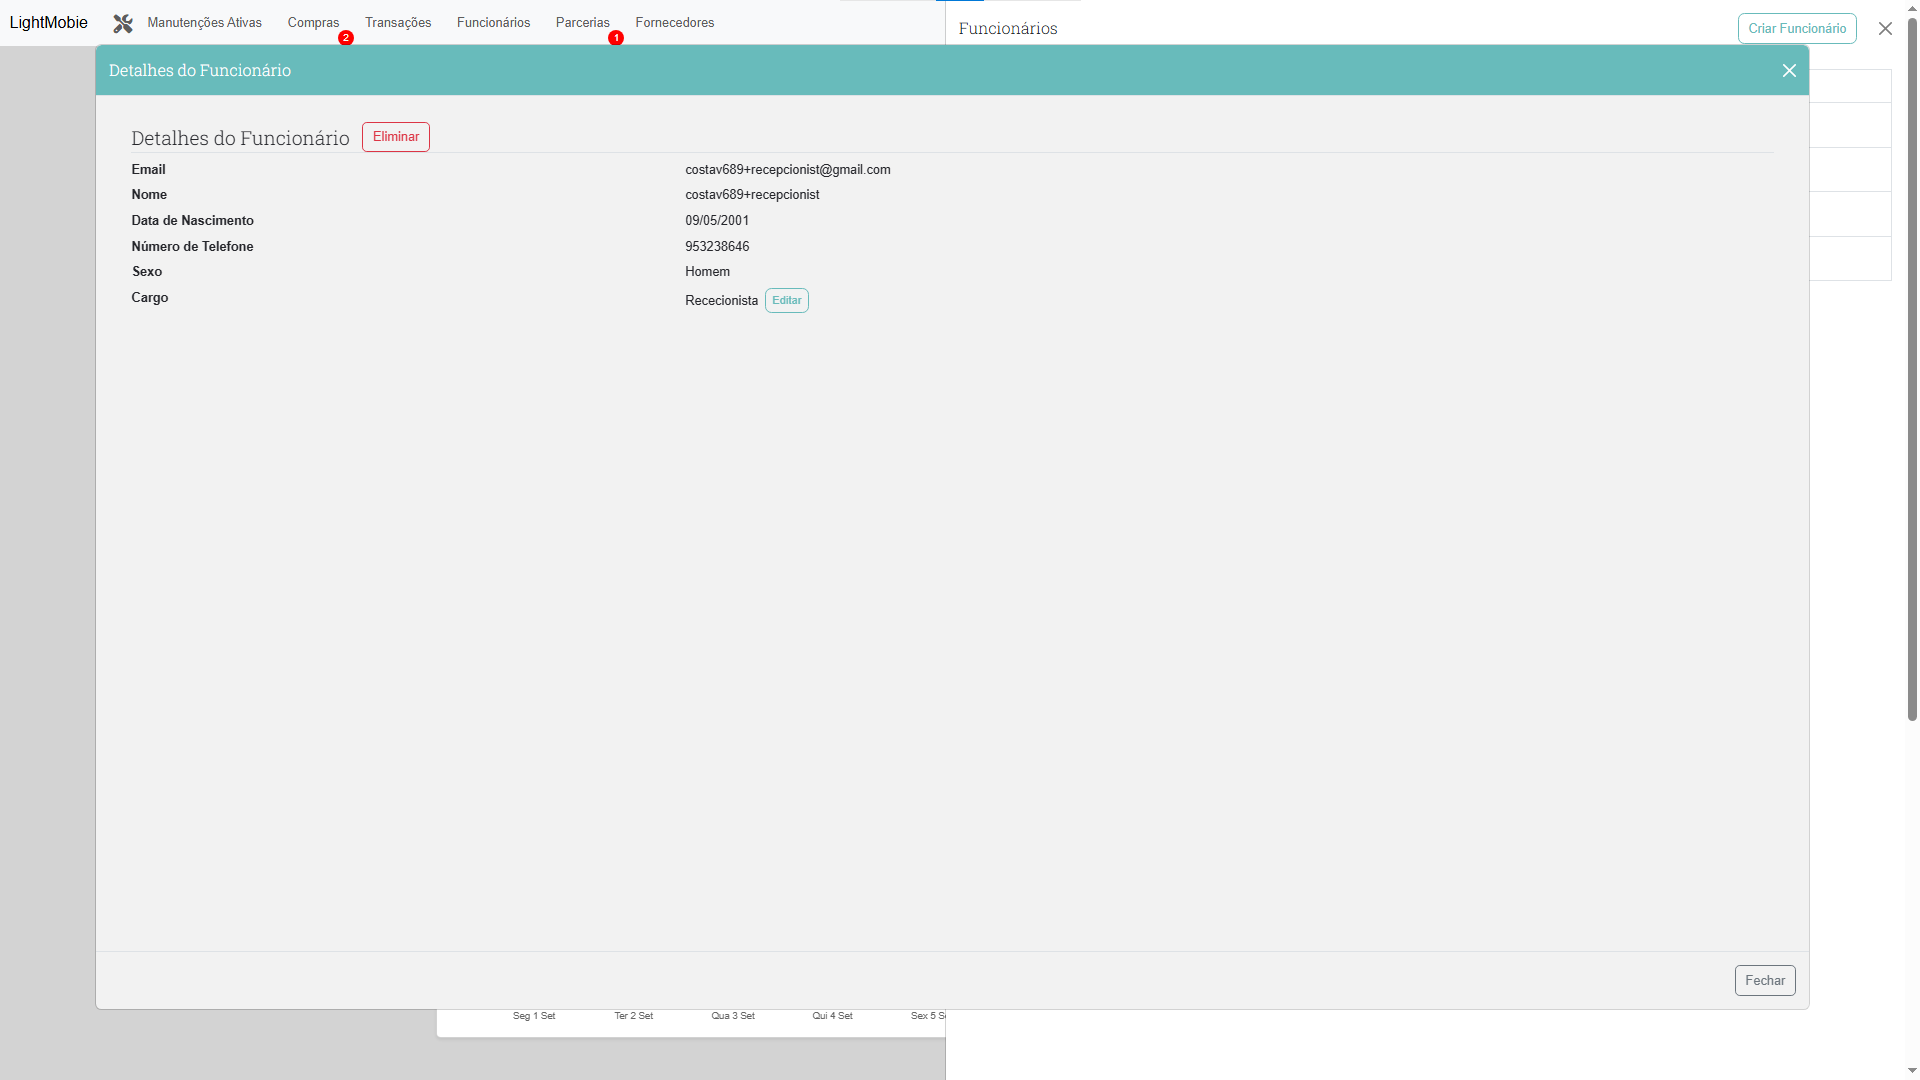 LightMobie
Manutenções Ativas
Compras
2
Transações
Funcionários
Parcerias
1
Fornecedores
Funcionários
Criar Funcionário
Detalhes do Funcionário
Detalhes do Funcionário
Eliminar
Email
costav689+recepcionist@gmail.com
Nome
costav689+recepcionist
Data de Nascimento
09/05/2001
Número de Telefone
953238646
Sexo
Homem
Cargo
Rececionista
Editar
Fechar
Seg 1 Set
Ter 2 Set
Qua 3 Set
Qui 4 Set
Sex 5 S